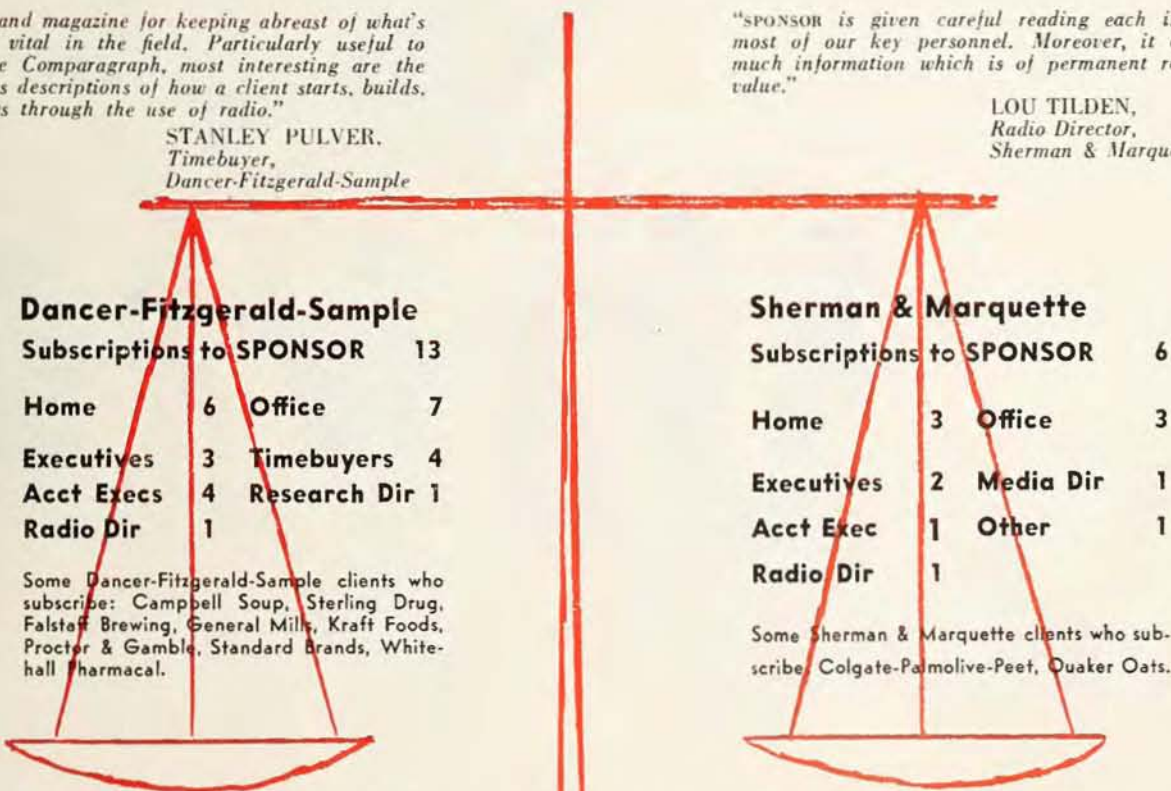 and magazine for keeping abreast of what's
vital in the field. Particularly useful to
Comparagraph, most interesting are the
descriptions of how a client starts, builds,
through the use of radio."
STANLEY PULVER,
Timebuyer,
Dancer-Fitzgerald-Sample
"SPONSOR is given careful reading each
most of our key personnel. Moreover, it
much information which is of permanent
value."
LOU TILDEN,
Radio Director,
Sherman &
Dancer-Fitzgerald-Sample
Subscriptions to SPONSOR 13
Home 6 Office 7
Executives 3 Timebuyers 4
Acct Execs 4 Research Dir 1
Radio Dir 1
Some Dancer-Fitzgerald-Sample clients who
subscribe: Campbell Soup, Sterling Drug,
Falstaff Brewing, General Mills, Kraft Foods,
Procter & Gamble, Standard Brands, White-
hall Pharmacal.
Sherman & Marquette
Subscriptions to SPONSOR 6
Home 3 Office 3
Executives 2 Media Dir 1
Acct Exec 1 Other 1
Radio Dir 1
Some Sherman & Marquette clients who sub-
scribe: Colgate-Palmolive-Peet, Quaker Oats.